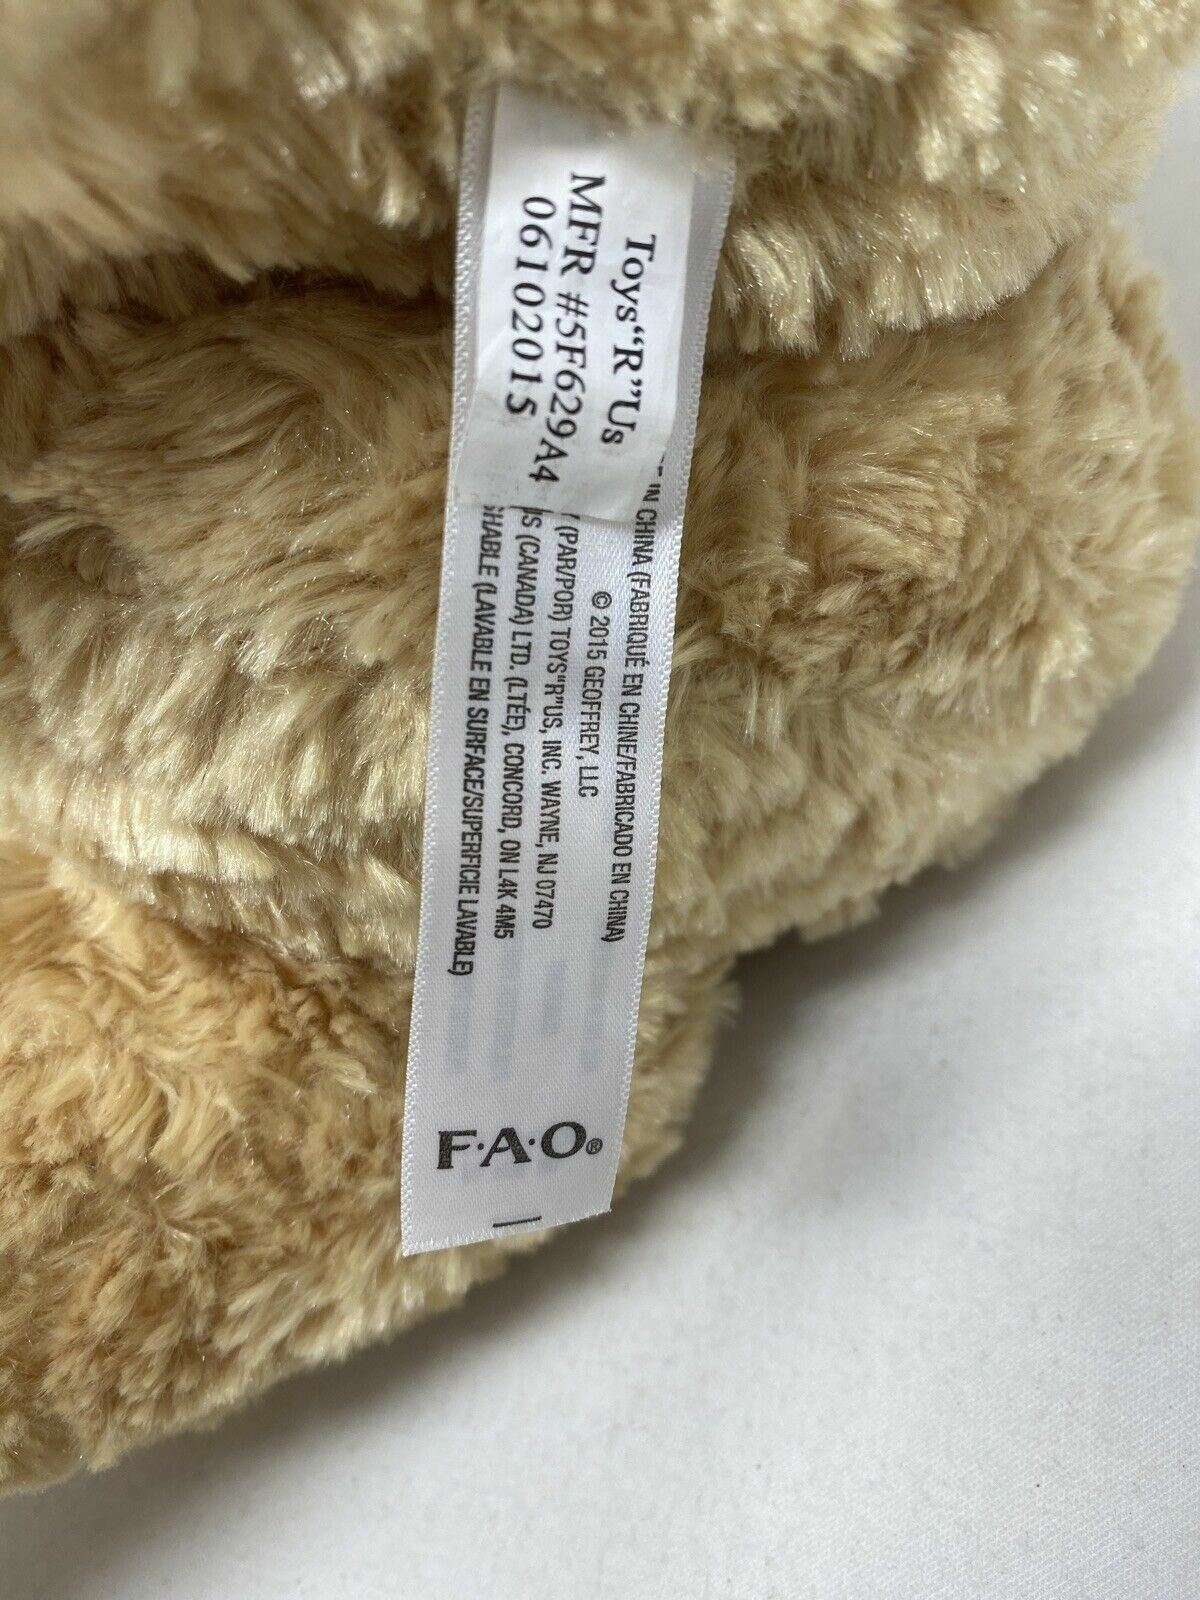 Toys“R”Us
MFR #5F629A4
06102015
IN CHINA (FABRIQUÉ EN CHINE/FABRICADO EN CHINA)
© 2015 GEOFFREY, LLC
(PAR/POR) TOYS"R"US, INC. WAYNE, NJ 07470
(CANADA) LTD. (LTÉE), CONCORD, ON L4K 4M5
(LAVABLE EN SURFACE/SUPERFICIE LAVABLE)
F·A·O®